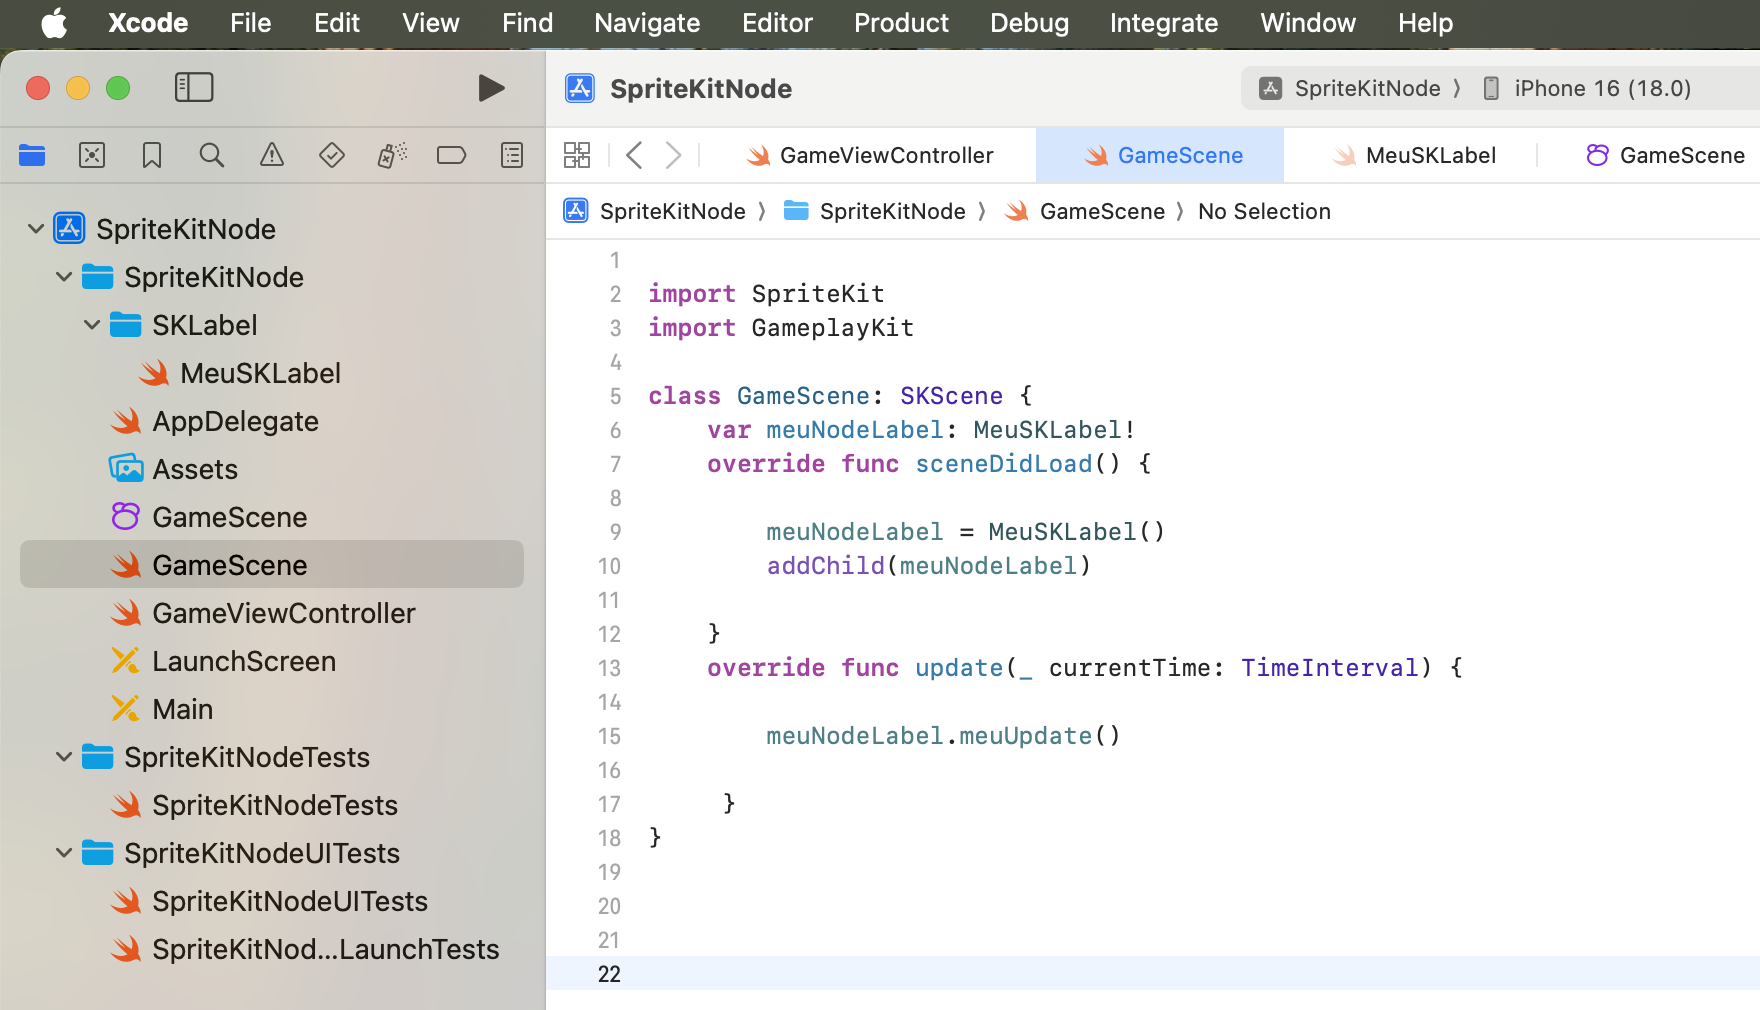 Xcode File Edit View Find Navigate Editor Product Debug Integrate Window Help
SpriteKitNode
SpriteKitNode 〉 iPhone 16 (18.0)
GameViewController
GameScene
MeuSKLabel
GameScene
SpriteKitNode 〉 SpriteKitNode 〉 GameScene 〉 No Selection
SpriteKitNode
SpriteKitNode
SKLabel
MeuSKLabel
AppDelegate
Assets
GameScene
GameScene
GameViewController
LaunchScreen
Main
SpriteKitNodeTests
SpriteKitNodeTests
SpriteKitNodeUITests
SpriteKitNodeUITests
SpriteKitNod...LaunchTests
1
2 import SpriteKit
3 import GameplayKit
4
5 class GameScene: SKScene {
6 var meuNodeLabel: MeuSKLabel!
7 override func sceneDidLoad() {
8
9 meuNodeLabel = MeuSKLabel()
10 addChild(meuNodeLabel)
11
12 }
13 override func update(_ currentTime: TimeInterval) {
14
15 meuNodeLabel.meuUpdate()
16
17 }
18 }
19
20
21
22